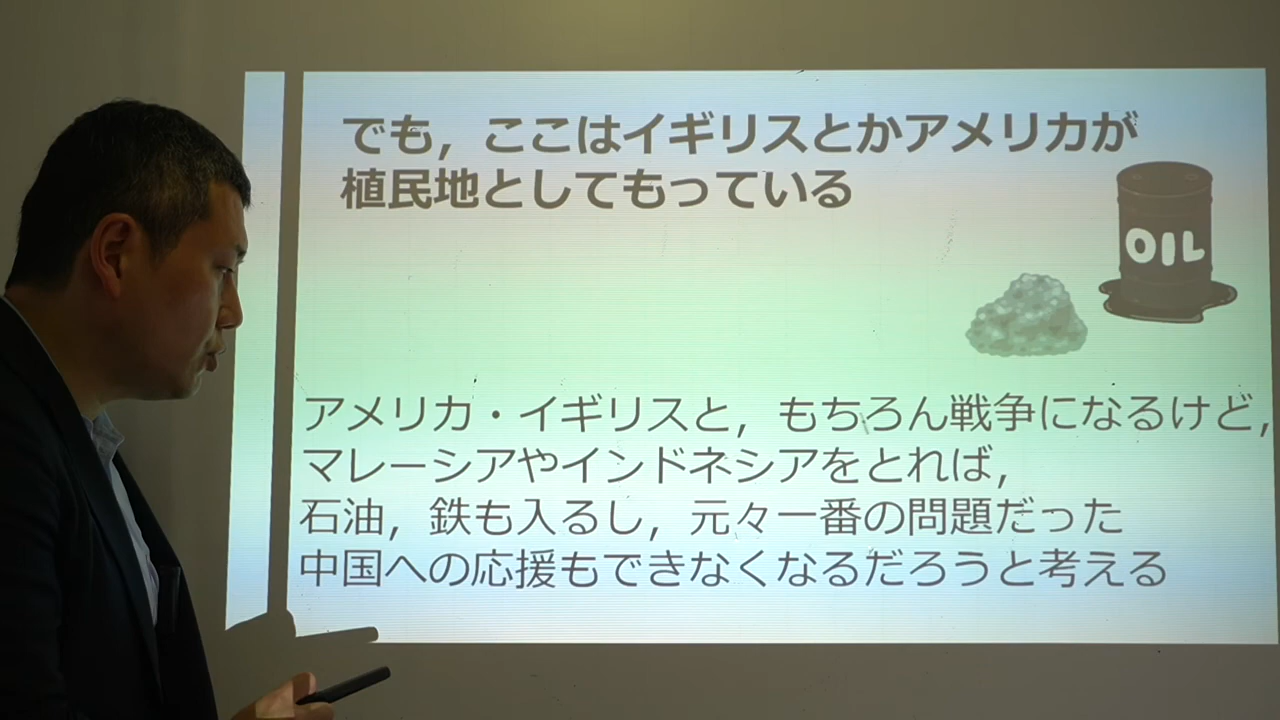 でも，ここはイギリスとかアメリカが
植民地としてもっている
OIL
アメリカ・イギリスと，もちろん戦争になるけど，
マレーシアやインドネシアをとれば，
石油，鉄も入るし，元々一番の問題だった
中国への応援もできなくなるだろうと考える